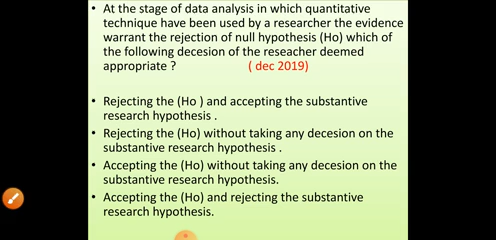 • At the stage of data analysis in which quantitative
technique have been used by a researcher the evidence
warrant the rejection of null hypothesis (Ho) which of
the following decesion of the reseacher deemed
appropriate ? ( dec 2019)
• Rejecting the (Ho ) and accepting the substantive
research hypothesis .
• Rejecting the (Ho) without taking any decesion on the
substantive research hypothesis .
• Accepting the (Ho) without taking any decesion on the
substantive research hypothesis.
• Accepting the (Ho) and rejecting the substantive
research hypothesis.